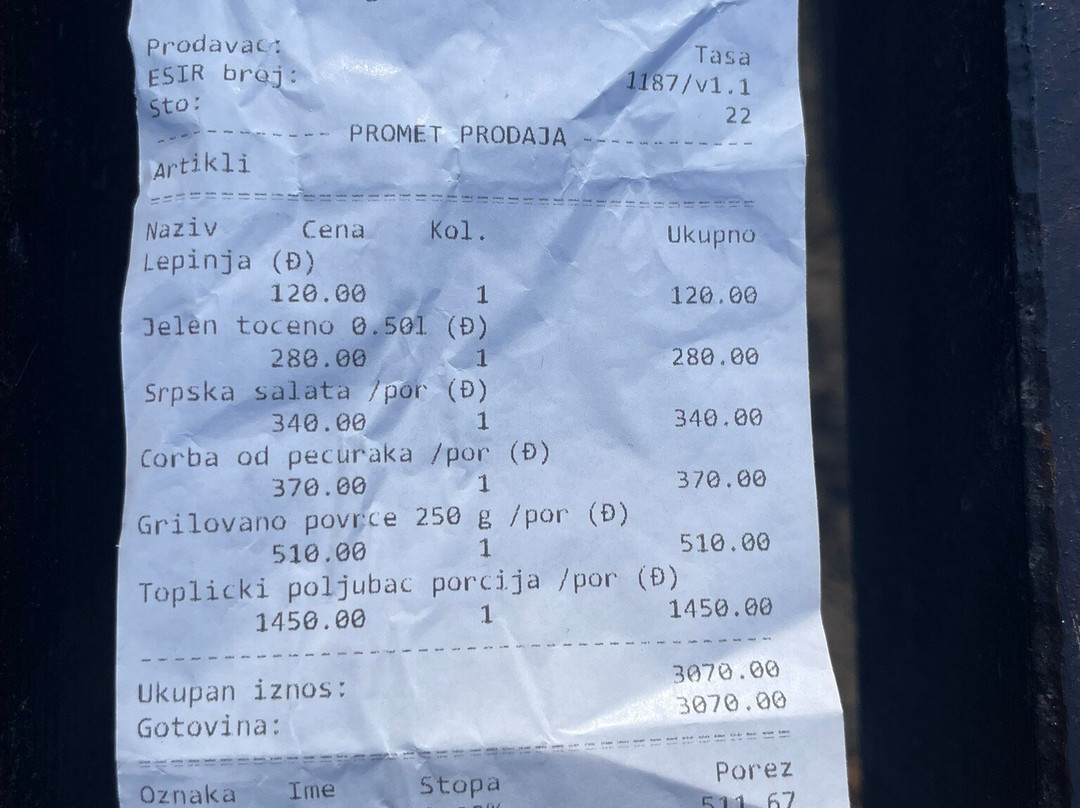 Prodavac: Tasa
ESIR broj: 1187/v1.1
Sto: 22
------------ PROMET PRODAJA ------------
Artikli
========================================
Naziv Cena Kol. Ukupno
Lepinja (Đ)
120.00 1 120.00
Jelen toceno 0.50l (Đ)
280.00 1 280.00
Srpska salata /por (Đ)
340.00 1 340.00
Corba od pecuraka /por (Đ)
370.00 1 370.00
Grilovano povrce 250 g /por (Đ)
510.00 1 510.00
Toplicki poljubac porcija /por (Đ)
1450.00 1 1450.00
----------------------------------------
Ukupan iznos: 3070.00
Gotovina: 3070.00
========================================
Oznaka Ime Stopa Porez
511.67